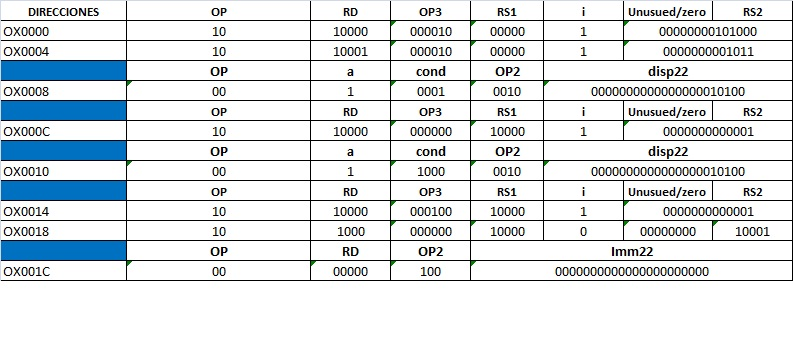 DIRECCIONES OP RD OP3 RS1 i Unusued/zero RS2
OX0000 10 10000 000010 00000 1 00000000101000
OX0004 10 10001 000010 00000 1 0000000001011
OP a cond OP2 disp22
OX0008 00 1 0001 0010 0000000000000000010100
OP RD OP3 RS1 i Unusued/zero RS2
OX000C 10 10000 000000 10000 1 0000000000001
OP a cond OP2 disp22
OX0010 00 1 1000 0010 0000000000000000010100
OP RD OP3 RS1 i Unusued/zero RS2
OX0014 10 10000 000100 10000 1 0000000000001
OX0018 10 1000 000000 10000 0 00000000 10001
OP RD OP2 Imm22
OX001C 00 00000 100 0000000000000000000000